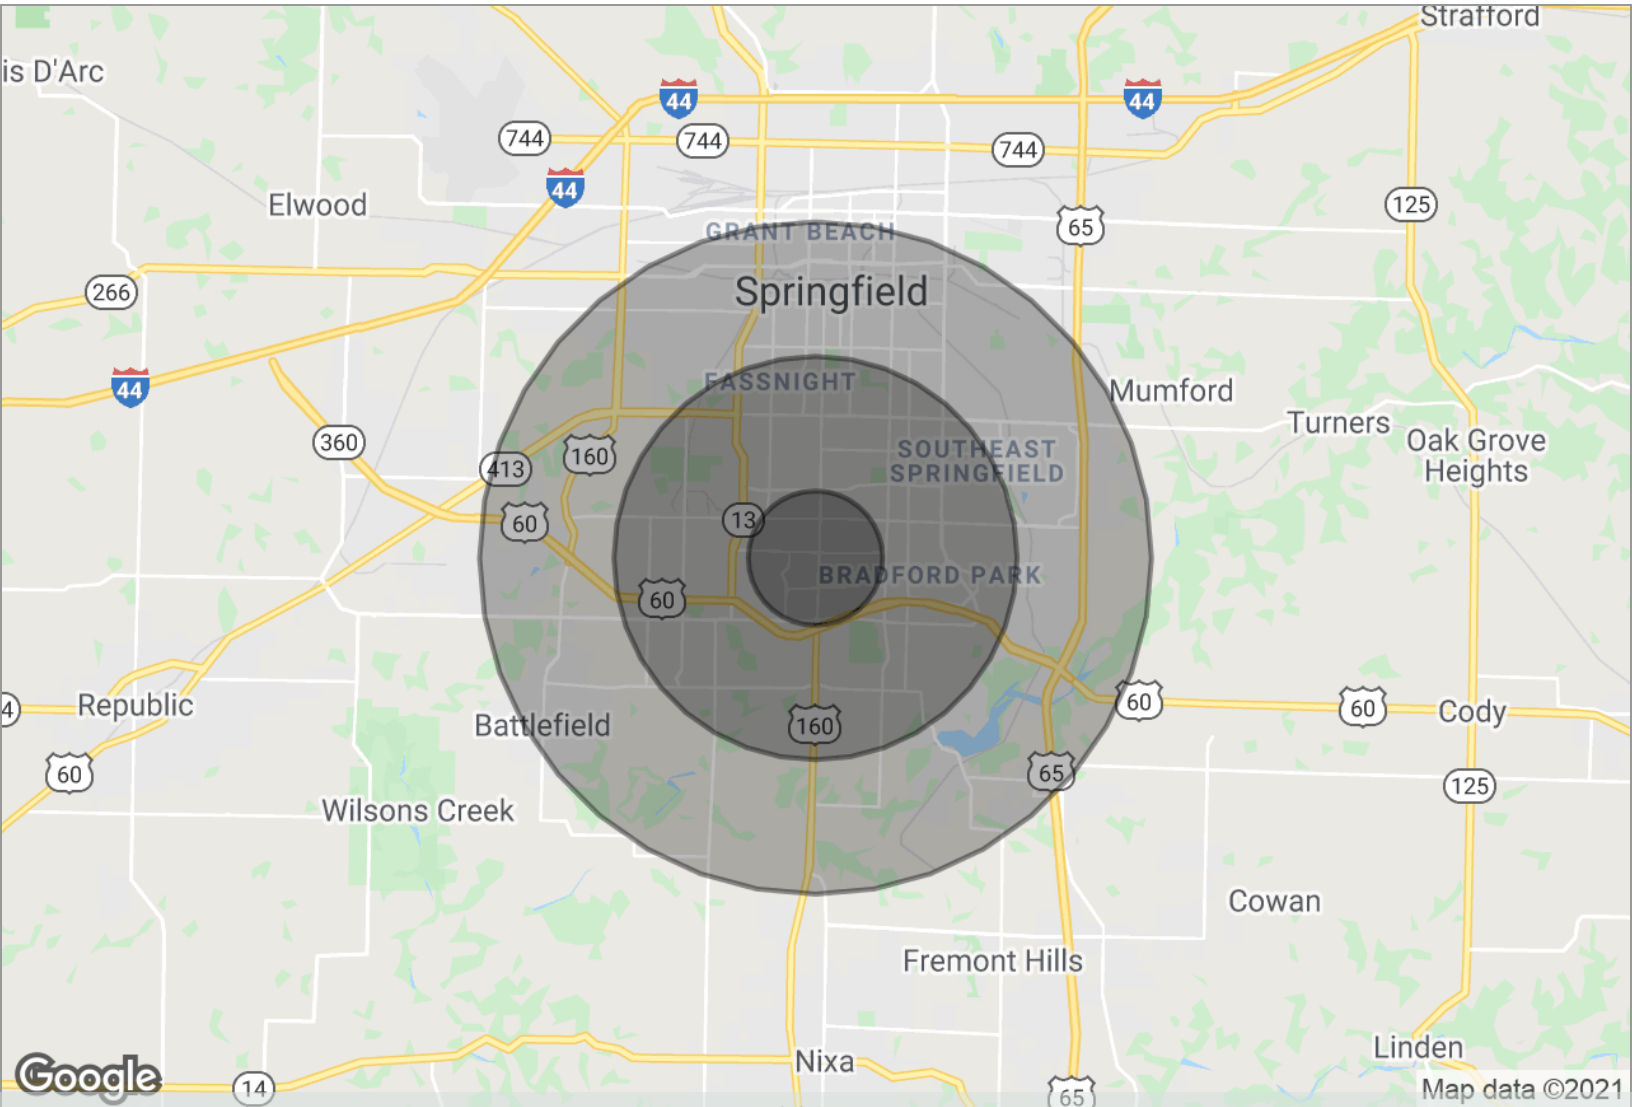 Strafford
is D'Arc
44
44
744
744
744
44
Elwood
125
65
GRANT BEACH
266
Springfield
44
FASSNIGHT
Mumford
Turners
360
160
SOUTHEAST
SPRINGFIELD
Oak Grove
Heights
413
60
13
BRADFORD PARK
60
4
Republic
60
60
Cody
Battlefield
160
60
65
125
Wilsons Creek
Cowan
Fremont Hills
Linden
Nixa
Google
14
65
Map data ©2021